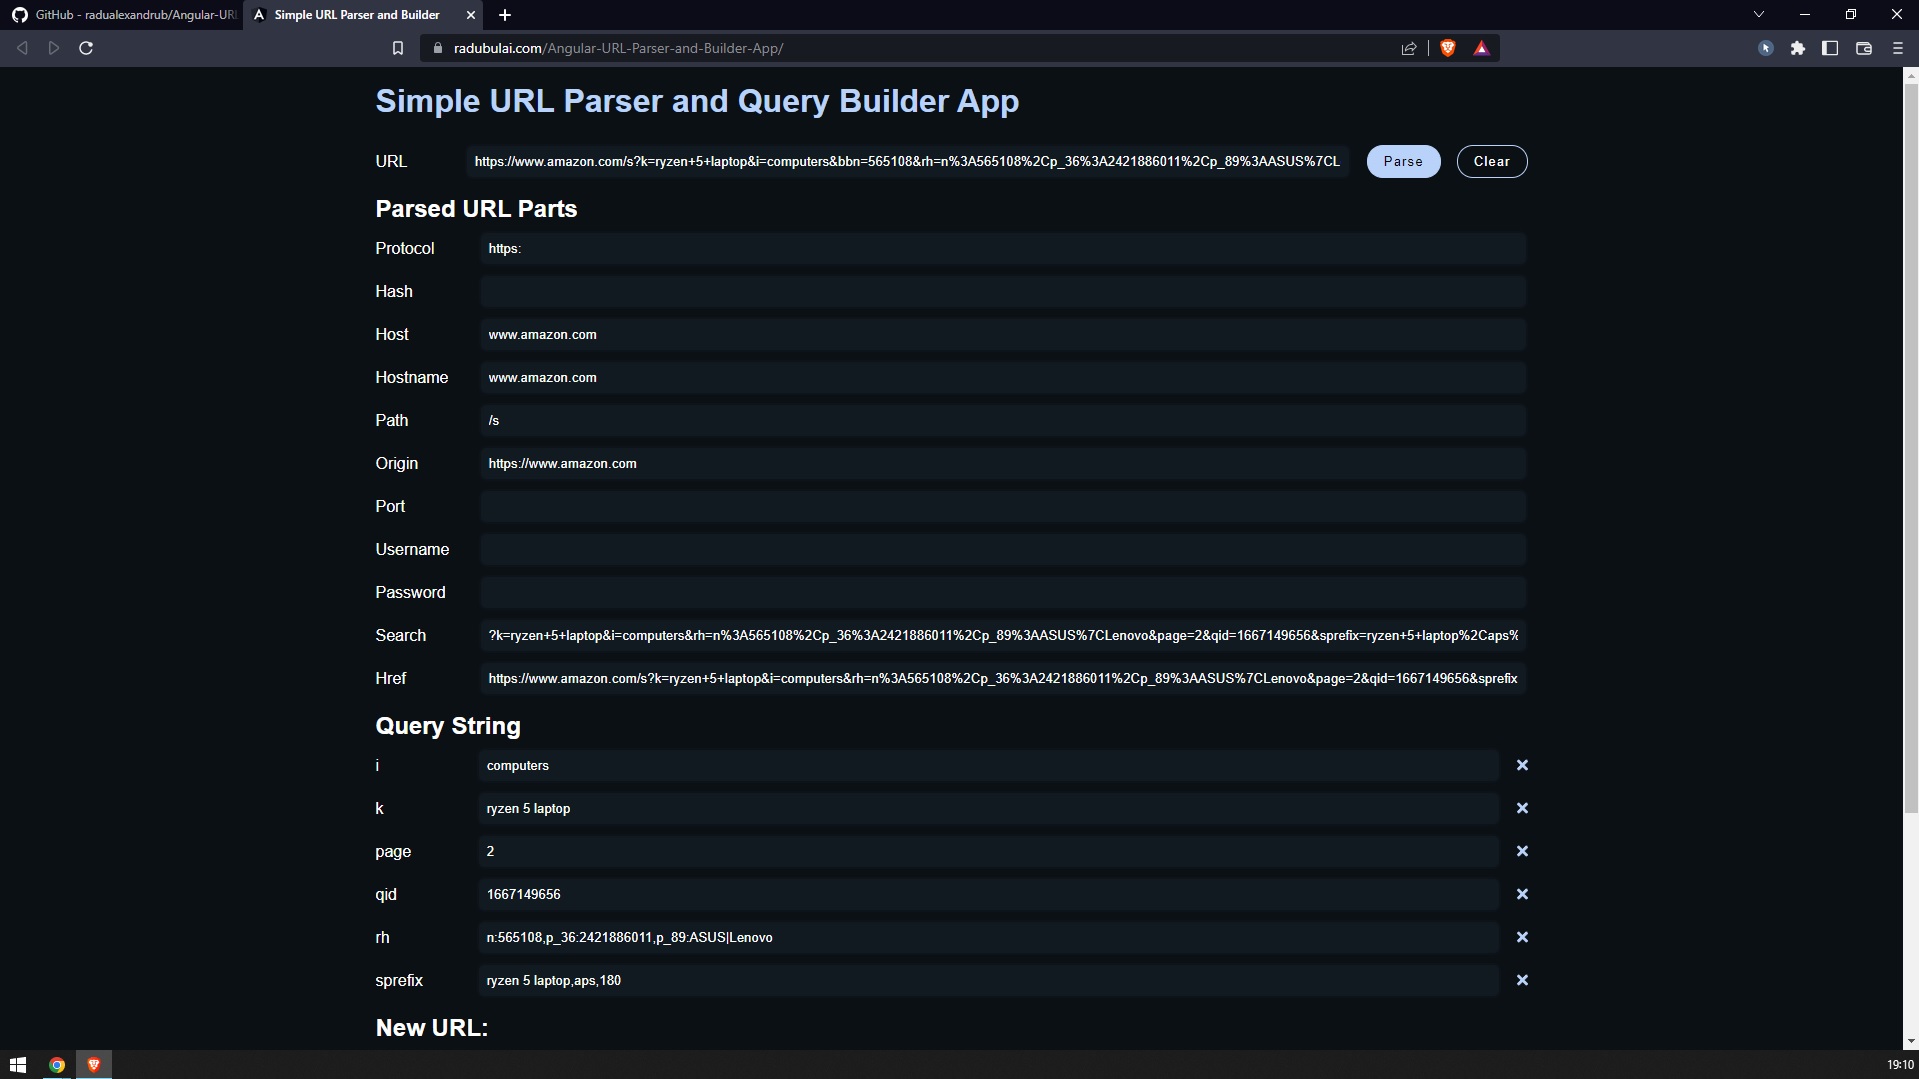 GitHub - radualexandrub/Angular-URL
Simple URL Parser and Builder
radubulai.com/Angular-URL-Parser-and-Builder-App/
Simple URL Parser and Query Builder App
URL
https://www.amazon.com/s?k=ryzen+5+laptop&i=computers&bbn=565108&rh=n%3A565108%2Cp_36%3A2421886011%2Cp_89%3AASUS%7CL
Parse
Clear
Parsed URL Parts
Protocol
https:
Hash
Host
www.amazon.com
Hostname
www.amazon.com
Path
/s
Origin
https://www.amazon.com
Port
Username
Password
Search
?k=ryzen+5+laptop&i=computers&rh=n%3A565108%2Cp_36%3A2421886011%2Cp_89%3AASUS%7CLenovo&page=2&qid=1667149656&sprefix=ryzen+5+laptop%2Caps%
Href
https://www.amazon.com/s?k=ryzen+5+laptop&i=computers&rh=n%3A565108%2Cp_36%3A2421886011%2Cp_89%3AASUS%7CLenovo&page=2&qid=1667149656&sprefix
Query String
i
computers
k
ryzen 5 laptop
page
2
qid
1667149656
rh
n:565108,p_36:2421886011,p_89:ASUS|Lenovo
sprefix
ryzen 5 laptop,aps,180
New URL:
19:10